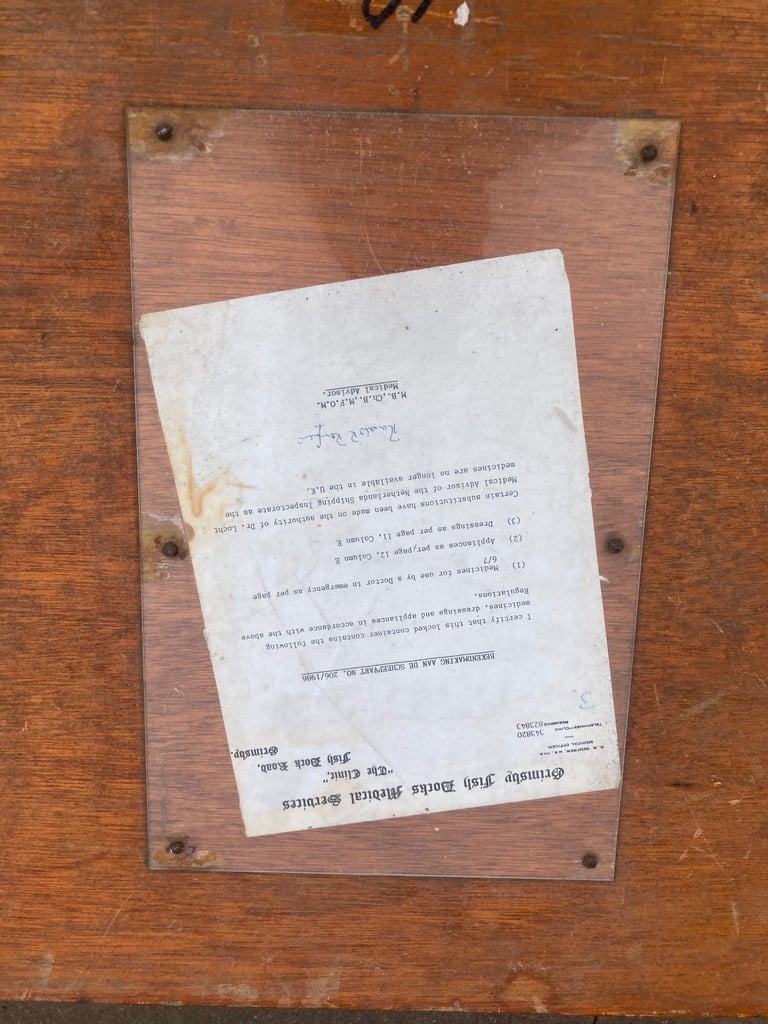 Grimsby Fish Docks Medical Services
"The Clinic,"
Fish Dock Road,
Grimsby.
MEDICAL OFFICER.
TELEPHONES—CLINIC 343820
RESIDENCE 823843
3
BEKENDMAKING AAN DE SCHEEPVART NO. 206/1986
I certify that this locked container contains the following
medicines, dressings and appliances in accordance with the above
Regulations.
(1) Medicines for use by a Doctor in emergency as per page
6/7
(2) Appliances as per page, 12, Column E
(3) Dressings as per page, 11, Column E
Certain substitutions have been made on the authority of Dr. Locht
Medical Advisor of the Netherlands Shipping Inspectorate as the
medicines are no longer available in the U.K.
M.B.,Ch.B.,M.F.O.M.
Medical Advisor.